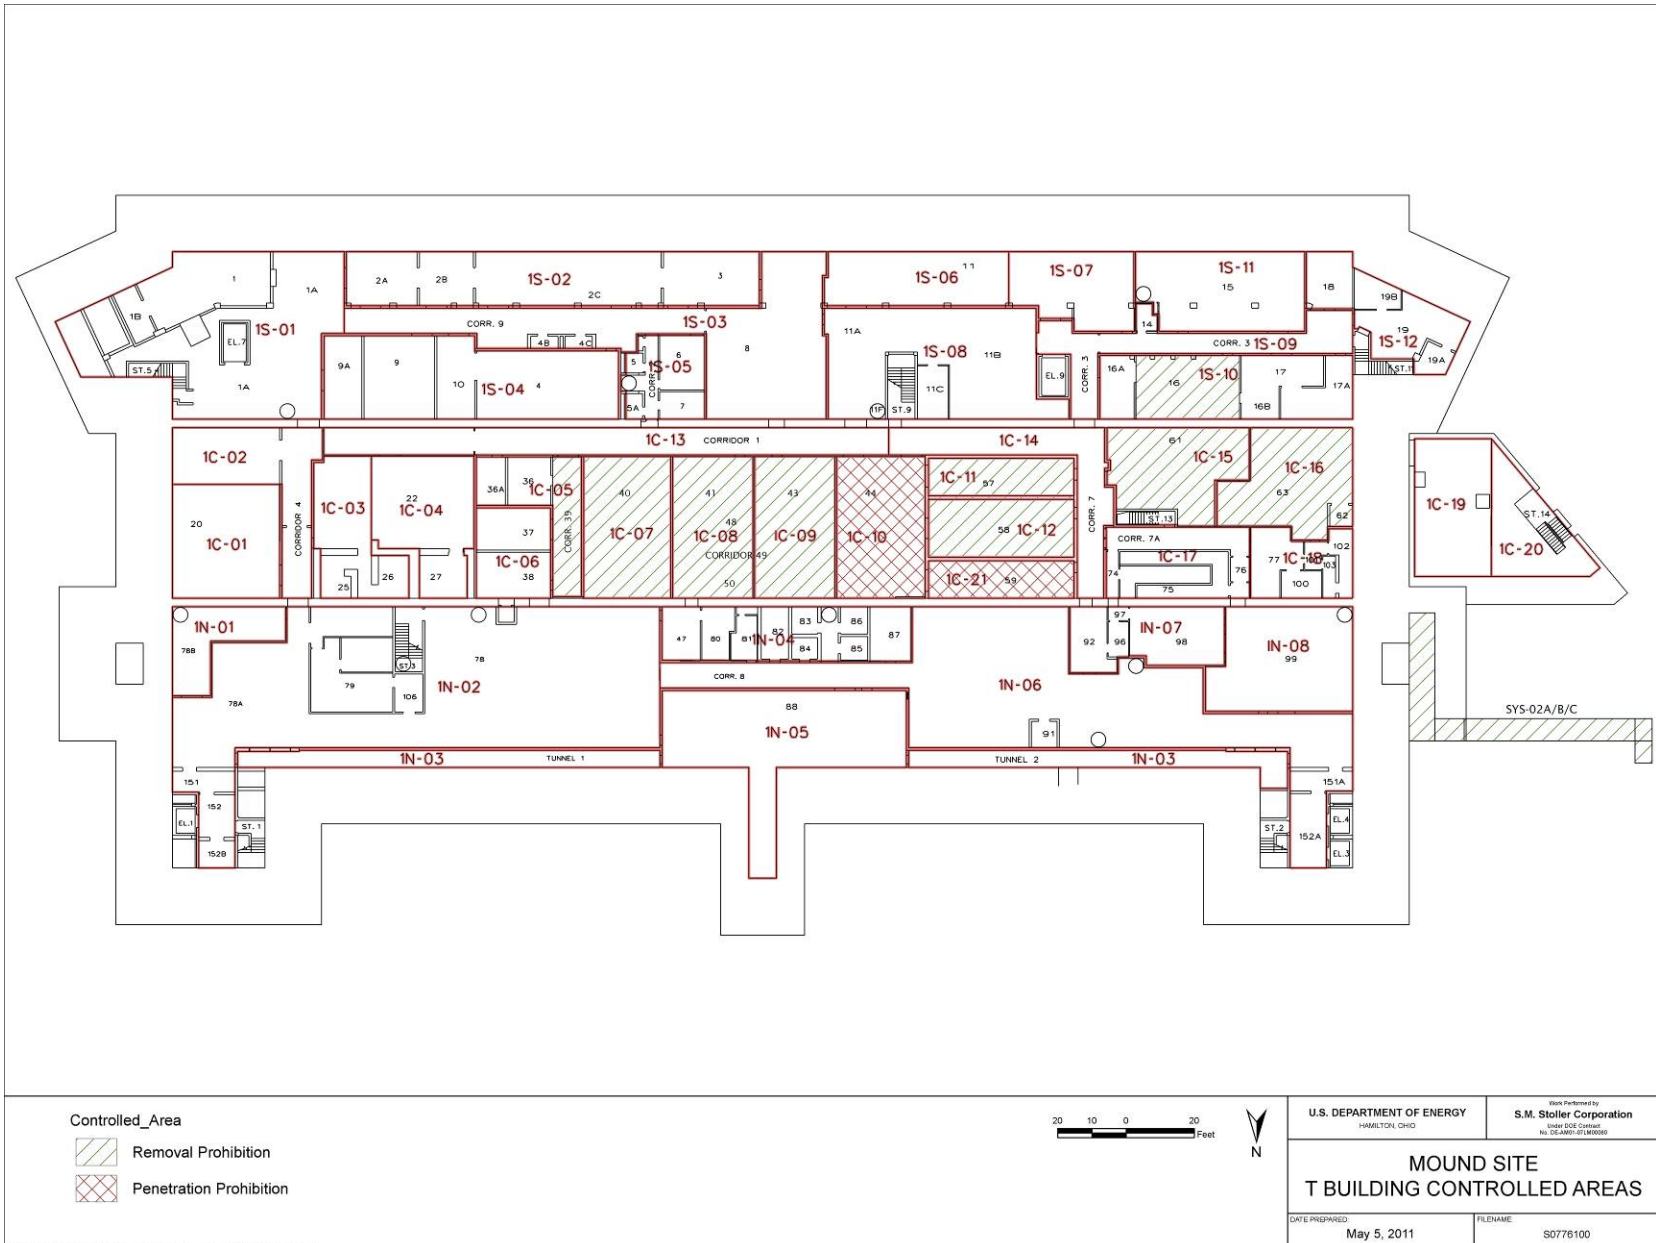 1
1A
1B
1S-01
EL.7
ST.5
1A
2A
2B
1S-02
2C
3
CORR. 9
1S-03
4B
4C
8
9A
9
10
1S-04
4
5
1S-05
6
5A
7
11
1S-06
1S-07
1S-11
15
18
19B
19
1S-12
19A
ST.11
11A
1S-08
11B
11C
11F
ST.9
EL.9
CORR. 3
14
CORR. 3
1S-09
16A
16
1S-10
17
17A
16B
1C-13
CORRIDOR 1
1C-14
1C-02
20
1C-01
CORRIDOR 4
1C-03
22
1C-04
25
26
27
36A
36
1C-05
37
1C-06
38
CORR. 39
40
1C-07
41
48
1C-08
CORRIDOR 49
50
43
1C-09
44
1C-10
1C-11
57
58
1C-12
1C-21
59
CORR. 7
61
1C-15
1C-16
63
62
ST.13
CORR. 7A
1C-17
74
75
76
77
1C-18
102
103
100
1C-19
ST.14
1C-20
1N-01
78B
78A
79
ST.3
106
78
1N-02
47
80
81
82
1N-04
83
84
86
85
87
CORR. 8
88
1N-05
1N-06
91
92
97
96
IN-07
98
IN-08
99
1N-03
TUNNEL 1
TUNNEL 2
1N-03
151
152
EL.1
ST. 1
152B
151A
ST.2
152A
EL.4
EL.3
SYS-02A/B/C
Controlled_Area
Removal Prohibition
Penetration Prohibition
20 10 0 20
Feet
N
U.S. DEPARTMENT OF ENERGY
HAMILTON, OHIO
Work Performed by
S.M. Stoller Corporation
Under DOE Contract
MOUND SITE
T BUILDING CONTROLLED AREAS
DATE PREPARED:
May 5, 2011
FILENAME:
S0776100